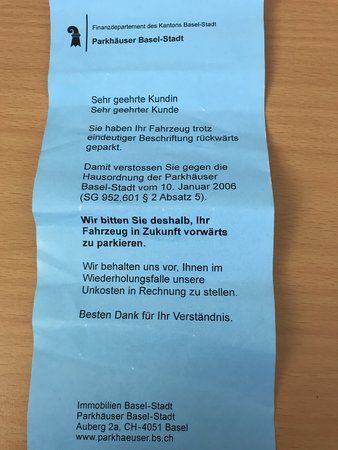 Finanzdepartement des Kantons Basel-Stadt
Parkhäuser Basel-Stadt
Sehr geehrte Kundin
Sehr geehrter Kunde
Sie haben Ihr Fahrzeug trotz
eindeutiger Beschriftung rückwärts
geparkt.
Damit verstossen Sie gegen die
Hausordnung der Parkhäuser
Basel-Stadt vom 10. Januar 2006
(SG 952.601 § 2 Absatz 5).
Wir bitten Sie deshalb, Ihr
Fahrzeug in Zukunft vorwärts
zu parkieren.
Wir behalten uns vor, Ihnen im
Wiederholungsfalle unsere
Unkosten in Rechnung zu stellen.
Besten Dank für Ihr Verständnis.
Immobilien Basel-Stadt
Parkhäuser Basel-Stadt
Auberg 2a, CH-4051 Basel
www.parkhaeuser.bs.ch